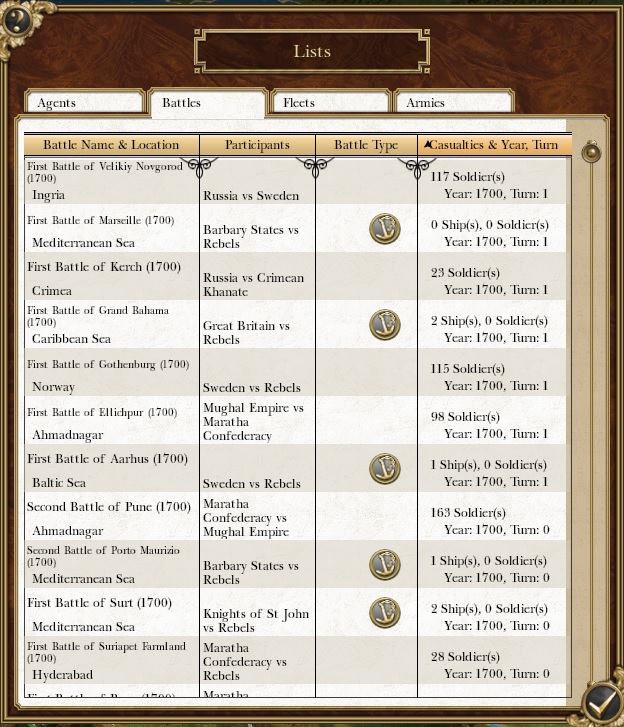 Lists
Agents
Battles
Fleets
Armies
Battle Name & Location
Participants
Battle Type
Casualties & Year, Turn
First Battle of Velikiy Novgorod
(1700)
Ingria
Russia vs Sweden
117 Soldier(s)
Year: 1700, Turn: 1
First Battle of Marseille (1700)
Mediterranean Sea
Barbary States vs
Rebels
0 Ship(s), 0 Soldier(s)
Year: 1700, Turn: 1
First Battle of Kerch (1700)
Crimea
Russia vs Crimean
Khanate
23 Soldier(s)
Year: 1700, Turn: 1
First Battle of Grand Bahama
(1700)
Caribbean Sea
Great Britain vs
Rebels
2 Ship(s), 0 Soldier(s)
Year: 1700, Turn: 1
First Battle of Gothenburg (1700)
Norway
Sweden vs Rebels
115 Soldier(s)
Year: 1700, Turn: 1
First Battle of Ellichpur (1700)
Ahmadnagar
Mughal Empire vs
Maratha
Confederacy
98 Soldier(s)
Year: 1700, Turn: 1
First Battle of Aarhus (1700)
Baltic Sea
Sweden vs Rebels
1 Ship(s), 0 Soldier(s)
Year: 1700, Turn: 1
Second Battle of Pune (1700)
Ahmadnagar
Maratha
Confederacy vs
Mughal Empire
163 Soldier(s)
Year: 1700, Turn: 0
Second Battle of Porto Maurizio
(1700)
Mediterranean Sea
Barbary States vs
Rebels
1 Ship(s), 0 Soldier(s)
Year: 1700, Turn: 0
First Battle of Surt (1700)
Mediterranean Sea
Knights of St John
vs Rebels
2 Ship(s), 0 Soldier(s)
Year: 1700, Turn: 0
First Battle of Suriapet Farmland
(1700)
Hyderabad
Maratha
Confederacy vs
Rebels
28 Soldier(s)
Year: 1700, Turn: 0
First Battle of
Maratha